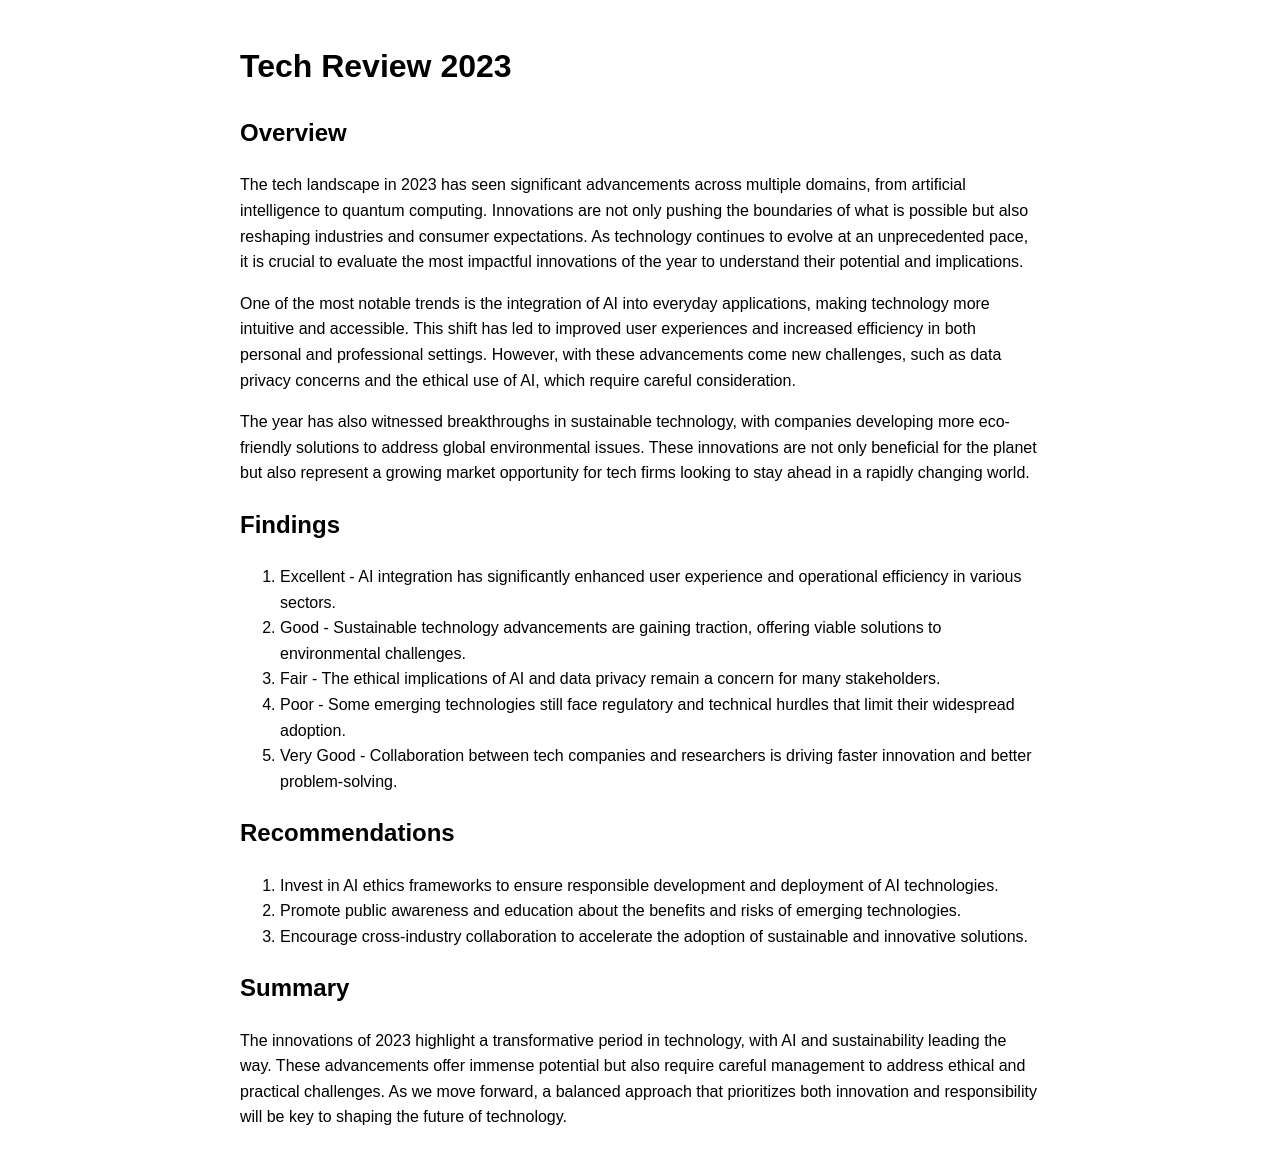 Tech Review 2023
Overview
The tech landscape in 2023 has seen significant advancements across multiple domains, from artificial
intelligence to quantum computing. Innovations are not only pushing the boundaries of what is possible but also
reshaping industries and consumer expectations. As technology continues to evolve at an unprecedented pace,
it is crucial to evaluate the most impactful innovations of the year to understand their potential and implications.
One of the most notable trends is the integration of AI into everyday applications, making technology more
intuitive and accessible. This shift has led to improved user experiences and increased efficiency in both
personal and professional settings. However, with these advancements come new challenges, such as data
privacy concerns and the ethical use of AI, which require careful consideration.
The year has also witnessed breakthroughs in sustainable technology, with companies developing more eco-
friendly solutions to address global environmental issues. These innovations are not only beneficial for the planet
but also represent a growing market opportunity for tech firms looking to stay ahead in a rapidly changing world.
Findings
1. Excellent - AI integration has significantly enhanced user experience and operational efficiency in various
sectors.
2. Good - Sustainable technology advancements are gaining traction, offering viable solutions to
environmental challenges.
3. Fair - The ethical implications of AI and data privacy remain a concern for many stakeholders.
4. Poor - Some emerging technologies still face regulatory and technical hurdles that limit their widespread
adoption.
5. Very Good - Collaboration between tech companies and researchers is driving faster innovation and better
problem-solving.
Recommendations
1. Invest in AI ethics frameworks to ensure responsible development and deployment of AI technologies.
2. Promote public awareness and education about the benefits and risks of emerging technologies.
3. Encourage cross-industry collaboration to accelerate the adoption of sustainable and innovative solutions.
Summary
The innovations of 2023 highlight a transformative period in technology, with AI and sustainability leading the
way. These advancements offer immense potential but also require careful management to address ethical and
practical challenges. As we move forward, a balanced approach that prioritizes both innovation and responsibility
will be key to shaping the future of technology.